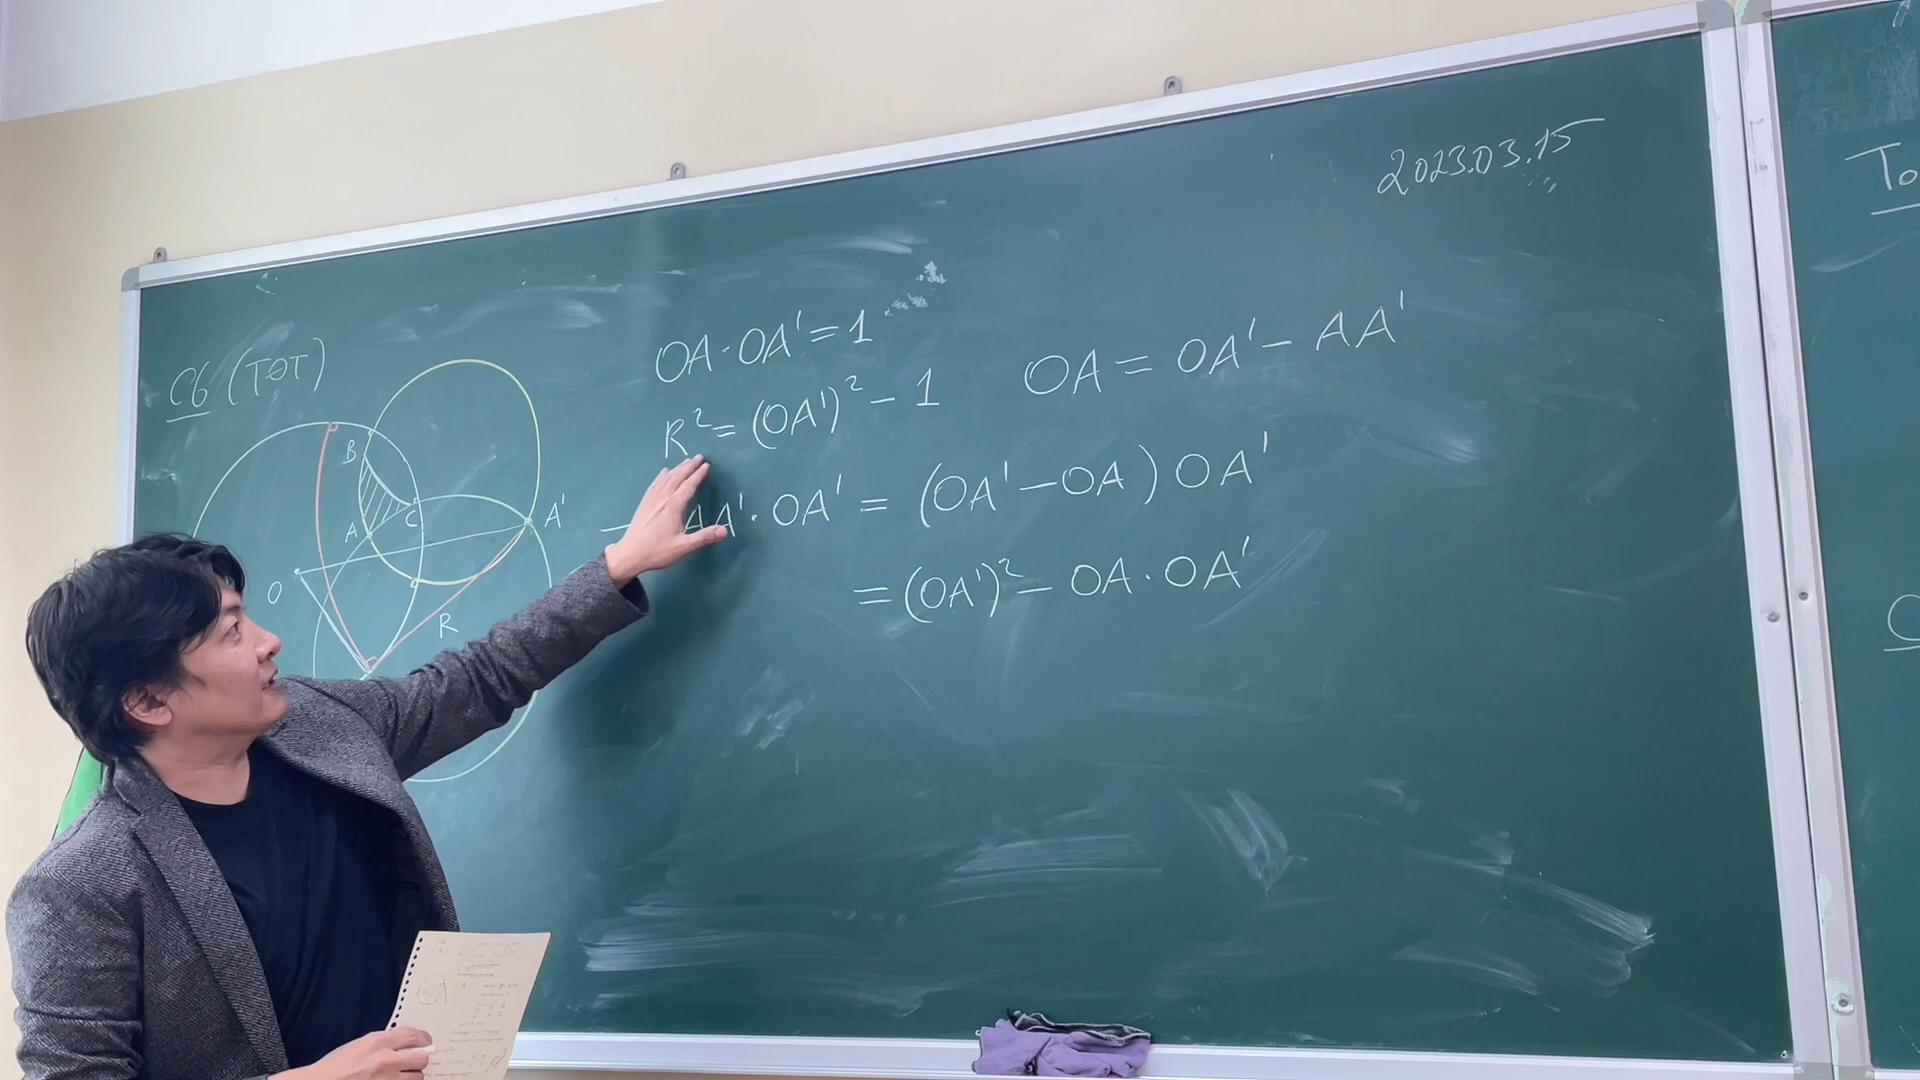 2023.03.15
C6 (TOT)
B
A
C
A'
O
R
OA·OA' = 1
R² = (OA')² - 1
OA = OA' - AA'
AA'·OA' = (OA' - OA) OA'
= (OA')² - OA·OA'
To